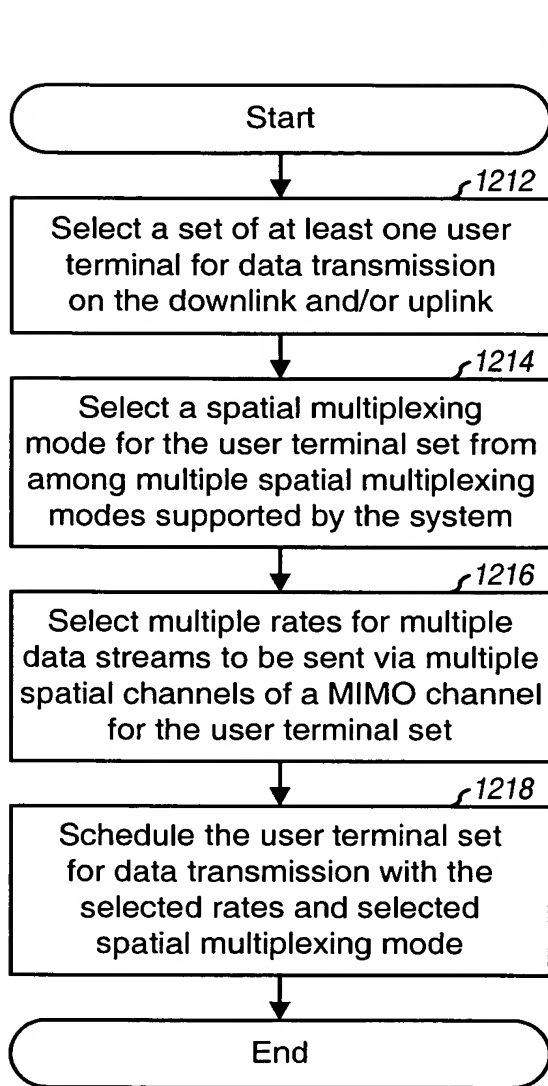 Start
1212
Select a set of at least one user
terminal for data transmission
on the downlink and/or uplink
1214
Select a spatial multiplexing
mode for the user terminal set from
among multiple spatial multiplexing
modes supported by the system
1216
Select multiple rates for multiple
data streams to be sent via multiple
spatial channels of a MIMO channel
for the user terminal set
1218
Schedule the user terminal set
for data transmission with the
selected rates and selected
spatial multiplexing mode
End